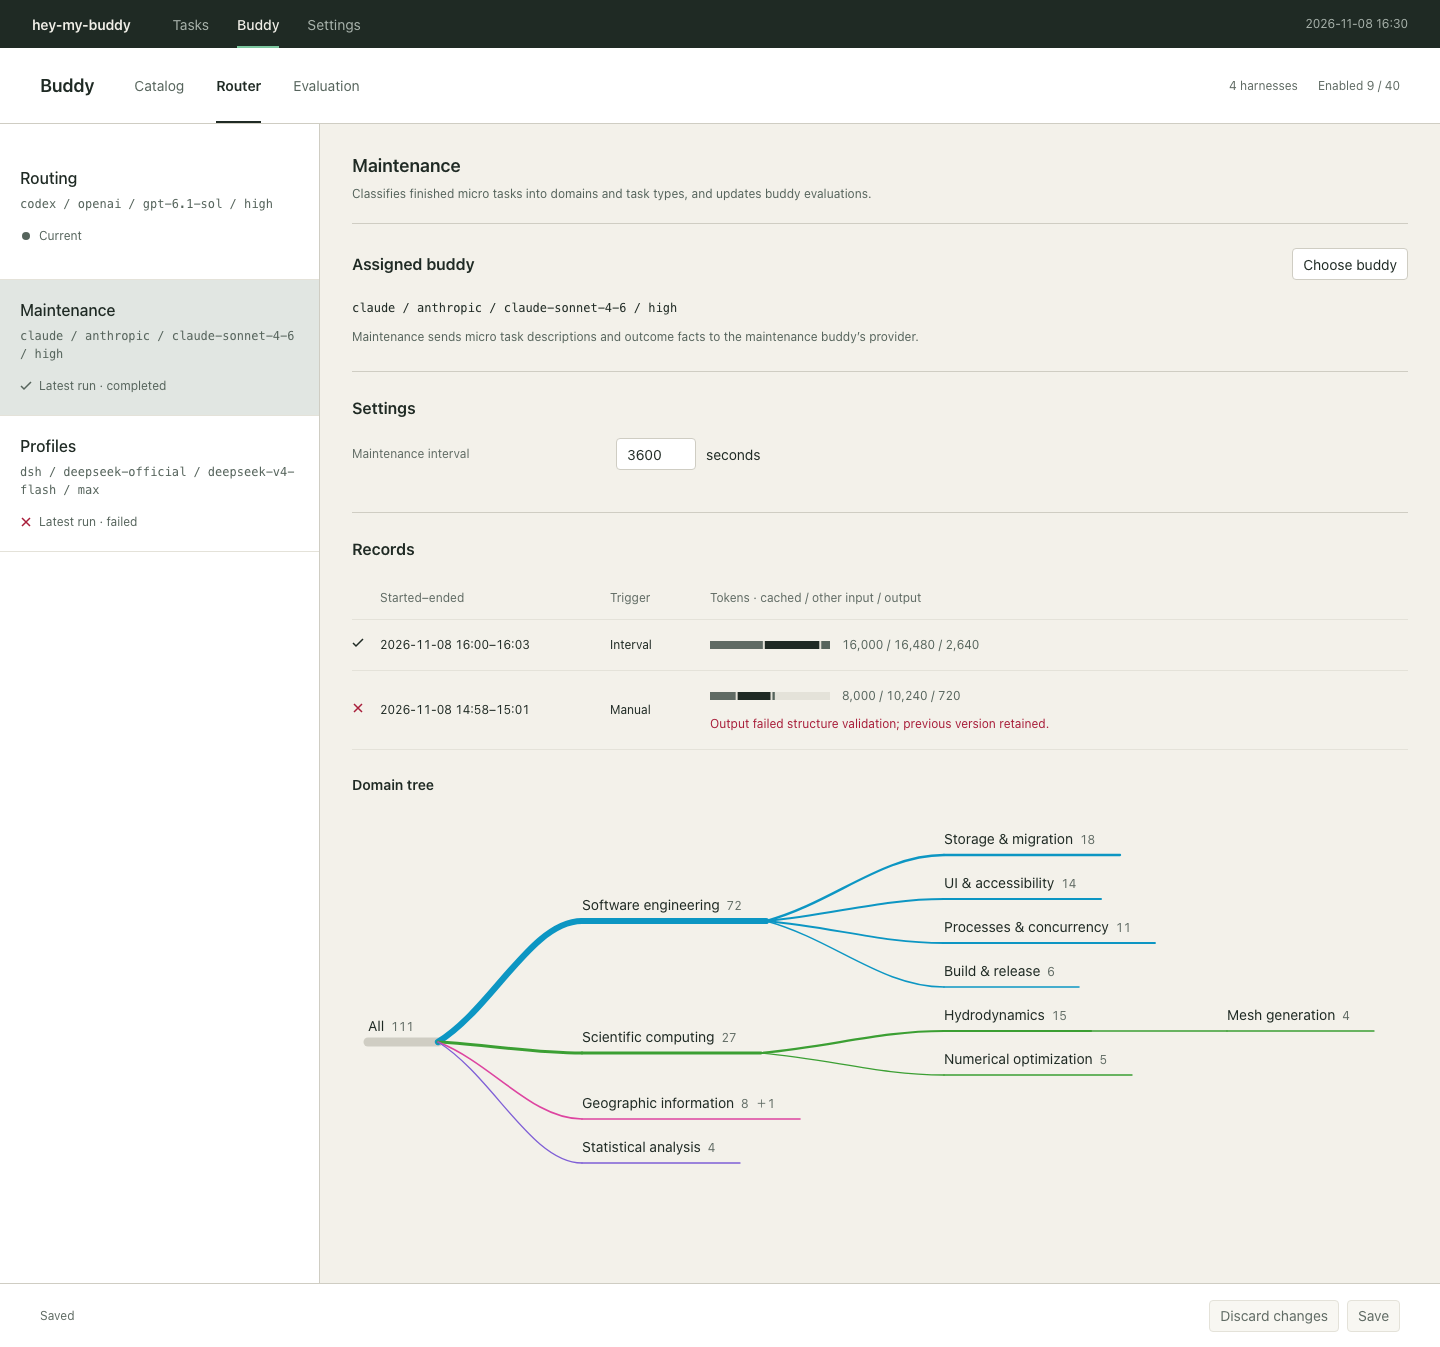 hey-my-buddy Tasks Buddy Settings 2026-11-08 16:30
Buddy Catalog Router Evaluation 4 harnesses Enabled 9 / 40
Routing
codex / openai / gpt-6.1-sol / high
Current
Maintenance
claude / anthropic / claude-sonnet-4-6
/ high
Latest run · completed
Profiles
dsh / deepseek-official / deepseek-v4-
flash / max
Latest run · failed
Maintenance
Classifies finished micro tasks into domains and task types, and updates buddy evaluations.
Assigned buddy Choose buddy
claude / anthropic / claude-sonnet-4-6 / high
Maintenance sends micro task descriptions and outcome facts to the maintenance buddy's provider.
Settings
Maintenance interval 3600 seconds
Records
Started–ended Trigger Tokens · cached / other input / output
2026-11-08 16:00–16:03 Interval 16,000 / 16,480 / 2,640
2026-11-08 14:58–15:01 Manual 8,000 / 10,240 / 720
Output failed structure validation; previous version retained.
Domain tree
Storage & migration 18
UI & accessibility 14
Software engineering 72
Processes & concurrency 11
Build & release 6
Hydrodynamics 15 Mesh generation 4
All 111
Scientific computing 27
Numerical optimization 5
Geographic information 8 +1
Statistical analysis 4
Saved Discard changes Save